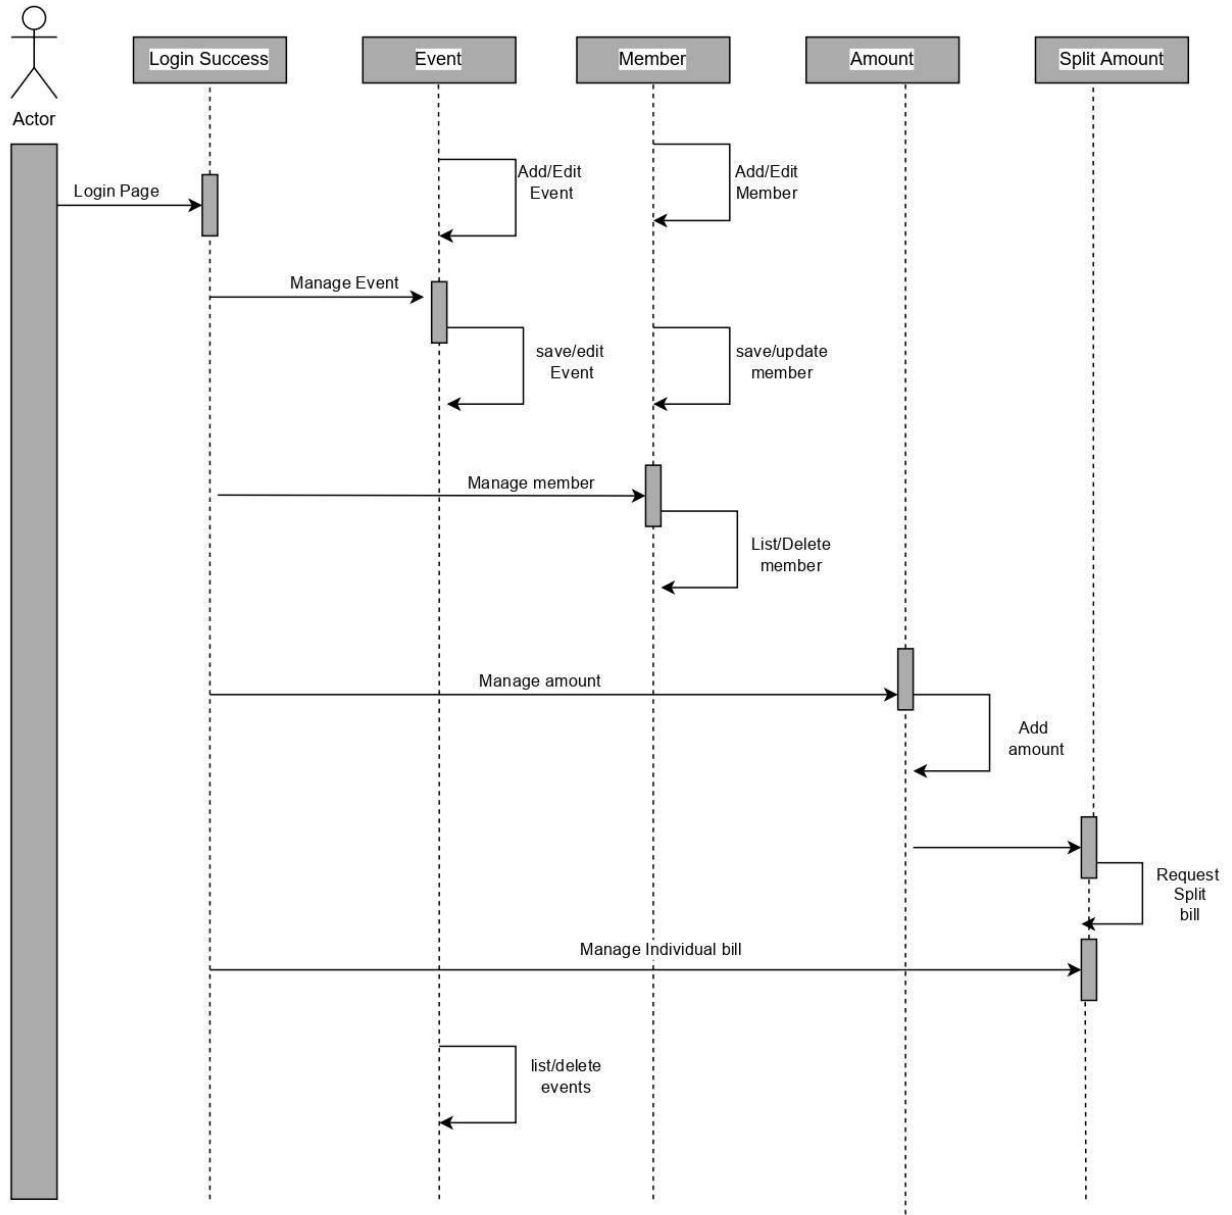 Actor
Login Success
Event
Member
Amount
Split Amount
Login Page
Add/Edit
Event
Add/Edit
Member
Manage Event
save/edit
Event
save/update
member
Manage member
List/Delete
member
Manage amount
Add
amount
Request
Split
bill
Manage Individual bill
list/delete
events